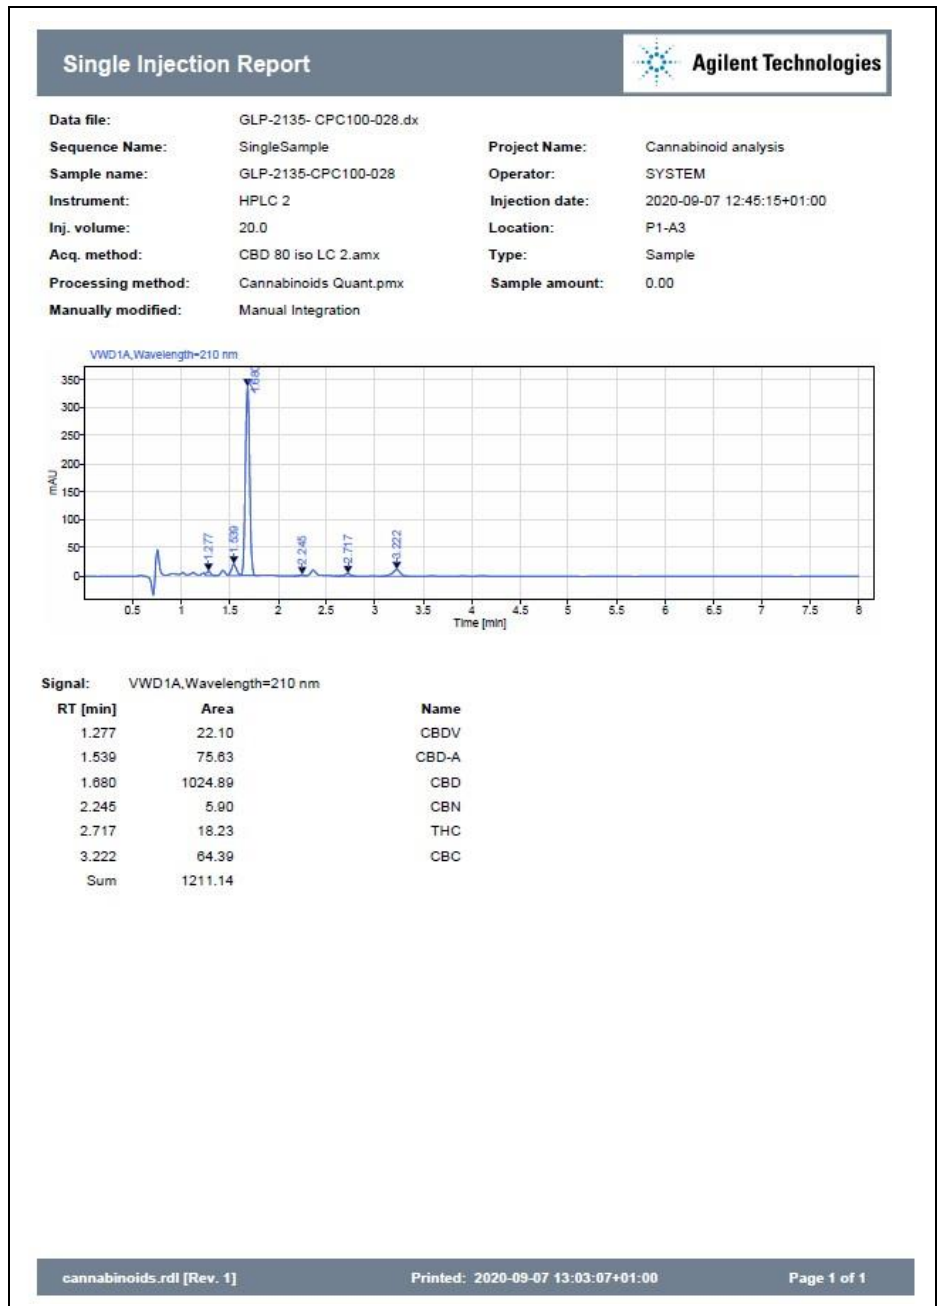 Single Injection Report
Agilent Technologies
Data file: GLP-2135- CPC100-028.dx
Sequence Name: SingleSample Project Name: Cannabinoid analysis
Sample name: GLP-2135-CPC100-028 Operator: SYSTEM
Instrument: HPLC 2 Injection date: 2020-09-07 12:45:15+01:00
Inj. volume: 20.0 Location: P1-A3
Acq. method: CBD 80 iso LC 2.amx Type: Sample
Processing method: Cannabinoids Quant.pmx Sample amount: 0.00
Manually modified: Manual Integration
VWD1A,Wavelength=210 nm
350
300
250
200
150
100
50
0
mAU
1.277
1.539
1.680
2.245
2.717
3.222
0.5 1 1.5 2 2.5 3 3.5 4 4.5 5 5.5 6 6.5 7 7.5 8
Time [min]
Signal: VWD1A,Wavelength=210 nm
RT [min] Area Name
1.277 22.10 CBDV
1.539 75.63 CBD-A
1.680 1024.89 CBD
2.245 5.90 CBN
2.717 18.23 THC
3.222 64.39 CBC
Sum 1211.14
cannabinoids.rdl [Rev. 1] Printed: 2020-09-07 13:03:07+01:00 Page 1 of 1